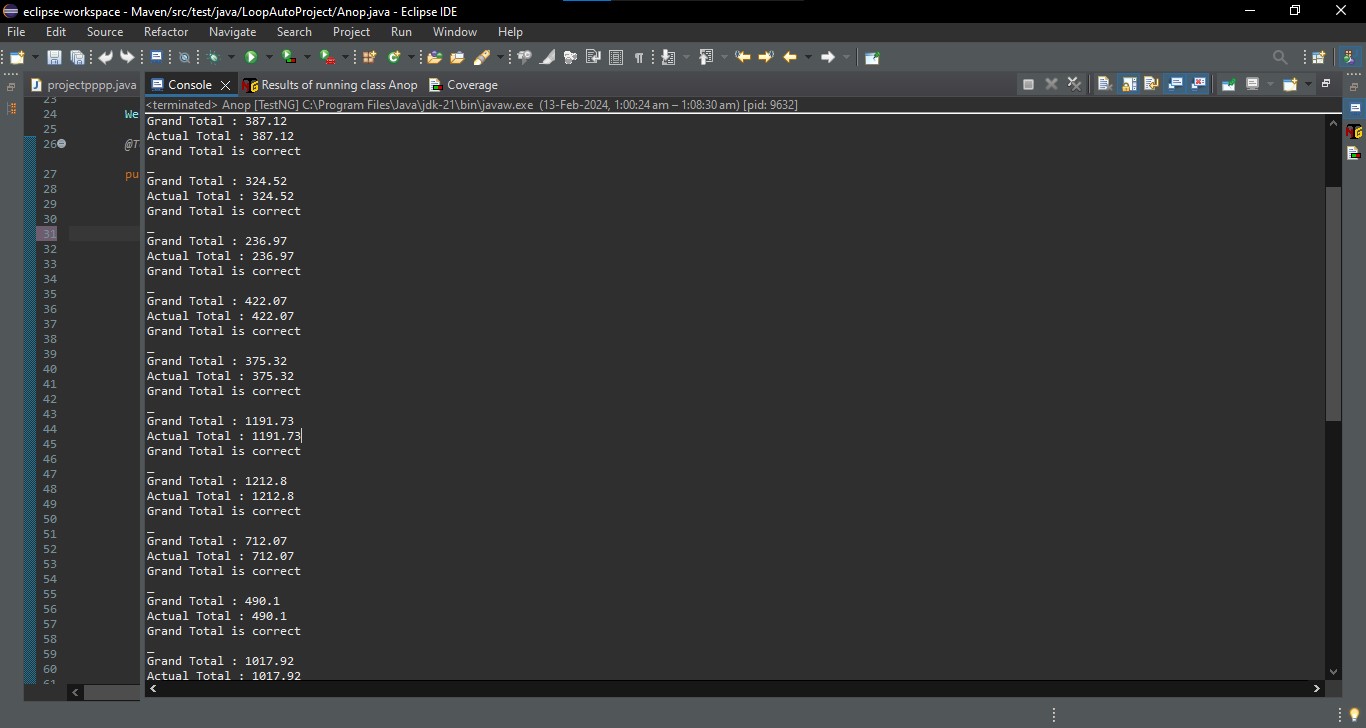 eclipse-workspace - Maven/src/test/java/LoopAutoProject/Anop.java - Eclipse IDE
File Edit Source Refactor Navigate Search Project Run Window Help
projectpppp.java Console Results of running class Anop Coverage
<terminated> Anop [TestNG] C:\Program Files\Java\jdk-21\bin\javaw.exe (13-Feb-2024, 1:00:24 am – 1:08:30 am) [pid: 9632]
23
24 We
25
26 @T
27 pu
28
29
30
31
32
33
34
35
36
37
38
39
40
41
42
43
44
45
46
47
48
49
50
51
52
53
54
55
56
57
58
59
60
61
Grand Total : 387.12
Actual Total : 387.12
Grand Total is correct
_
Grand Total : 324.52
Actual Total : 324.52
Grand Total is correct
_
Grand Total : 236.97
Actual Total : 236.97
Grand Total is correct
_
Grand Total : 422.07
Actual Total : 422.07
Grand Total is correct
_
Grand Total : 375.32
Actual Total : 375.32
Grand Total is correct
_
Grand Total : 1191.73
Actual Total : 1191.73
Grand Total is correct
_
Grand Total : 1212.8
Actual Total : 1212.8
Grand Total is correct
_
Grand Total : 712.07
Actual Total : 712.07
Grand Total is correct
_
Grand Total : 490.1
Actual Total : 490.1
Grand Total is correct
_
Grand Total : 1017.92
Actual Total : 1017.92